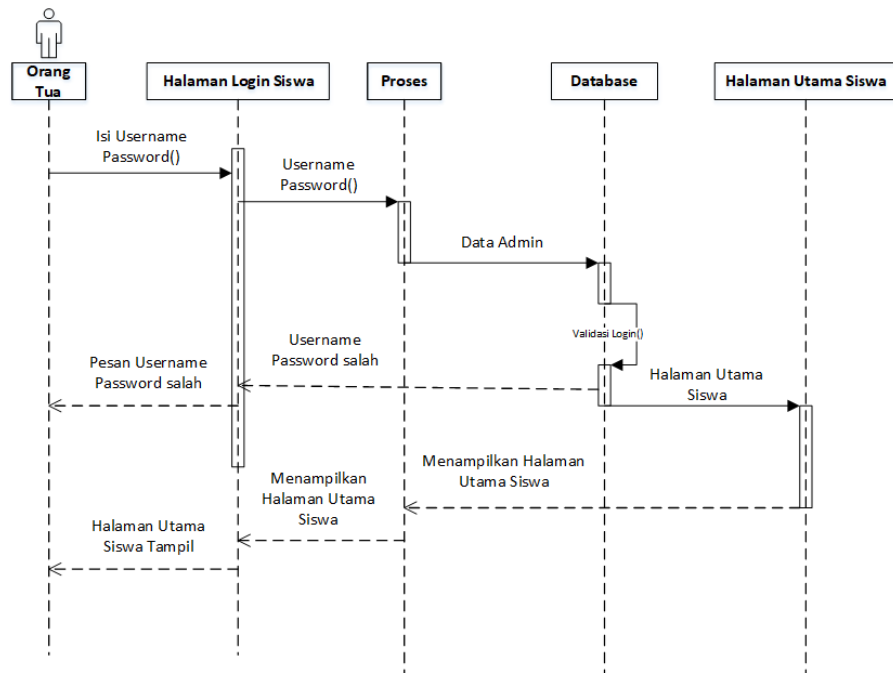 Orang
Tua
Halaman Login Siswa
Proses
Database
Halaman Utama Siswa
Isi Username
Password()
Username
Password()
Data Admin
Validasi Login()
Username
Password salah
Pesan Username
Password salah
Halaman Utama
Siswa
Menampilkan Halaman
Utama Siswa
Menampilkan
Halaman Utama
Siswa
Halaman Utama
Siswa Tampil